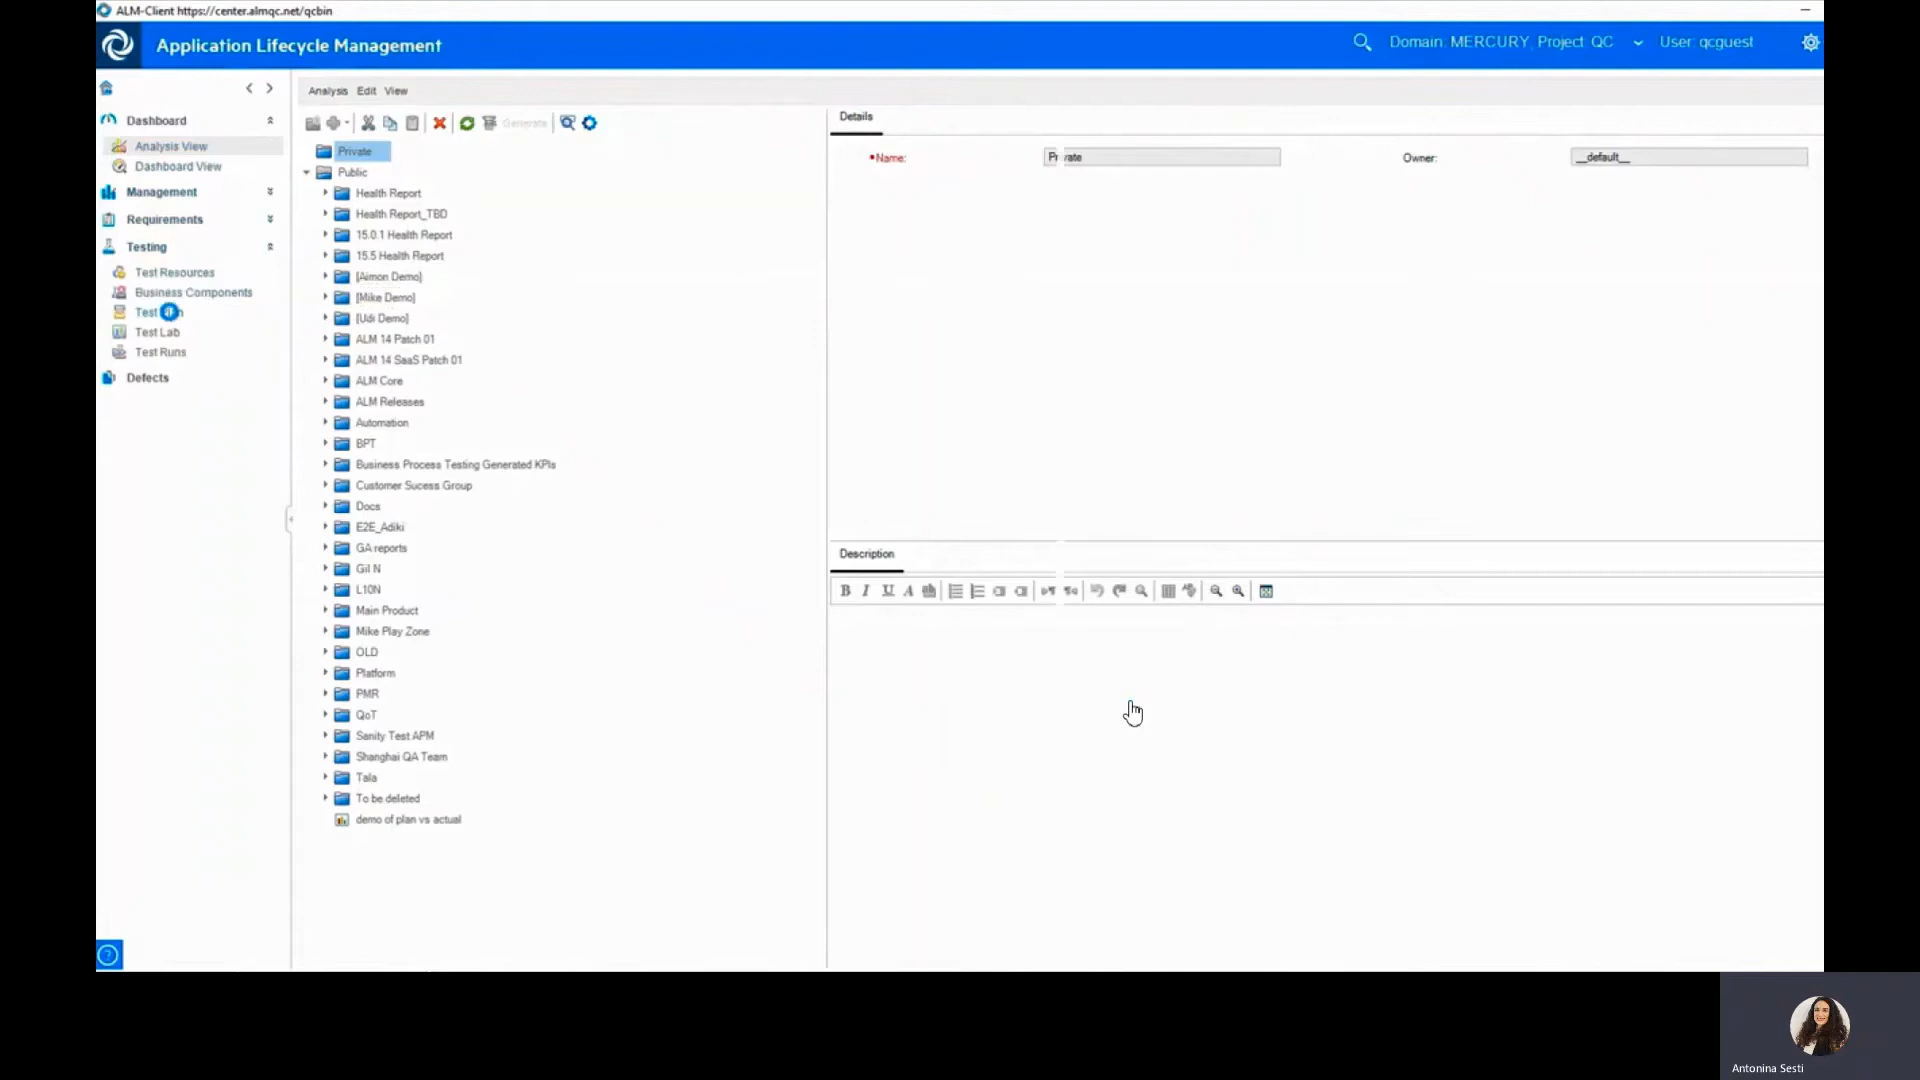 ALM-Client https://center.almqc.net/qcbin
Application Lifecycle Management
Domain: MERCURY, Project: QC
User: qcguest
Dashboard
Analysis View
Dashboard View
Management
Requirements
Testing
Test Resources
Business Components
Test
Test Lab
Test Runs
Defects
Analysis Edit View
Generate
Private
Public
Health Report
Health Report_TBD
15.0.1 Health Report
15.5 Health Report
[Aimon Demo]
[Mike Demo]
[Udi Demo]
ALM 14 Patch 01
ALM 14 SaaS Patch 01
ALM Core
ALM Releases
Automation
BPT
Business Process Testing Generated KPIs
Customer Sucess Group
Docs
E2E_Adiki
GA reports
Gil N
L10N
Main Product
Mike Play Zone
OLD
Platform
PMR
QoT
Sanity Test APM
Shanghai QA Team
Tala
To be deleted
demo of plan vs actual
Details
*Name: Private Owner: __default__
Description
B I U A
Antonina Sesti